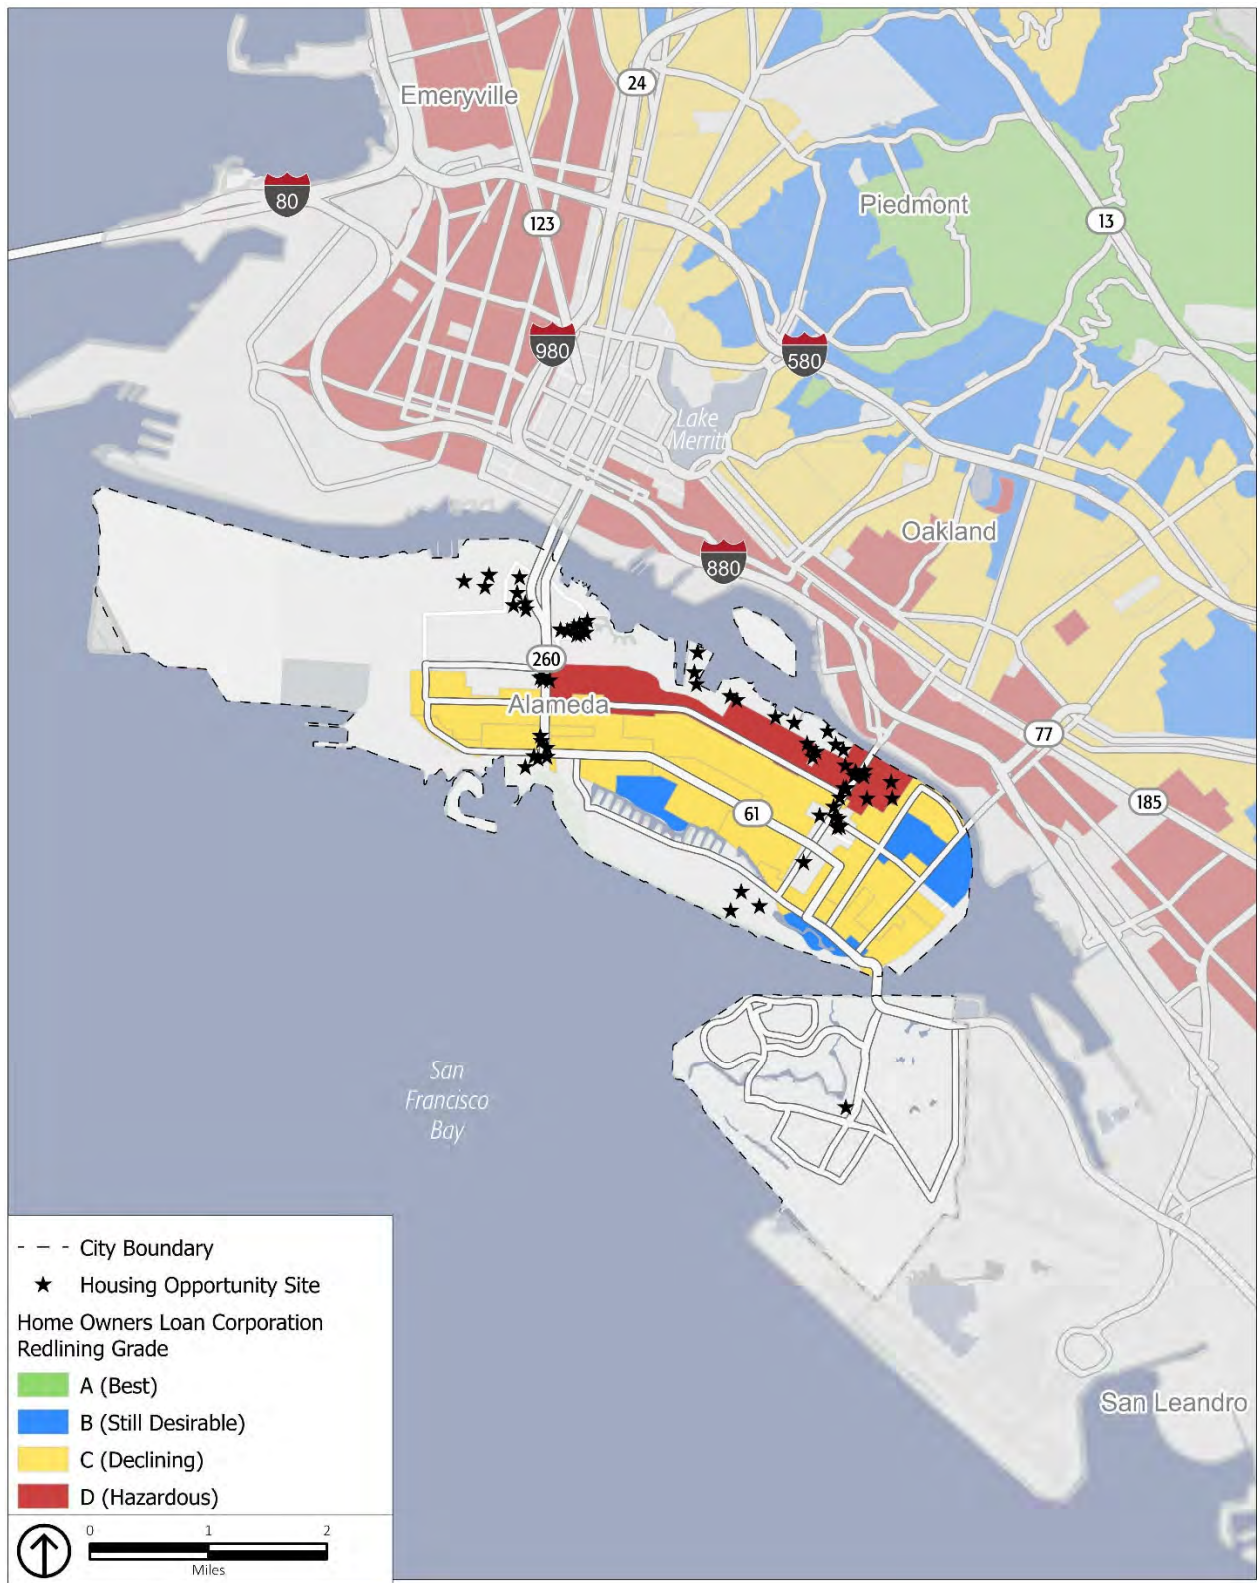 Emeryville
24
80
Piedmont
123
13
980
580
Lake
Merritt
Oakland
880
260
Alameda
77
185
61
San
Francisco
Bay
San Leandro
City Boundary
Housing Opportunity Site
Home Owners Loan Corporation
Redlining Grade
A (Best)
B (Still Desirable)
C (Declining)
D (Hazardous)
0 1 2
Miles